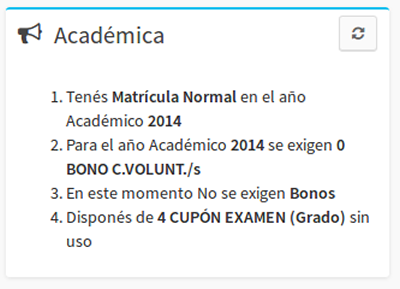 Académica
1. Tenés Matrícula Normal en el año
Académico 2014
2. Para el año Académico 2014 se exigen 0
BONO C.VOLUNT./s
3. En este momento No se exigen Bonos
4. Disponés de 4 CUPÓN EXAMEN (Grado) sin
uso